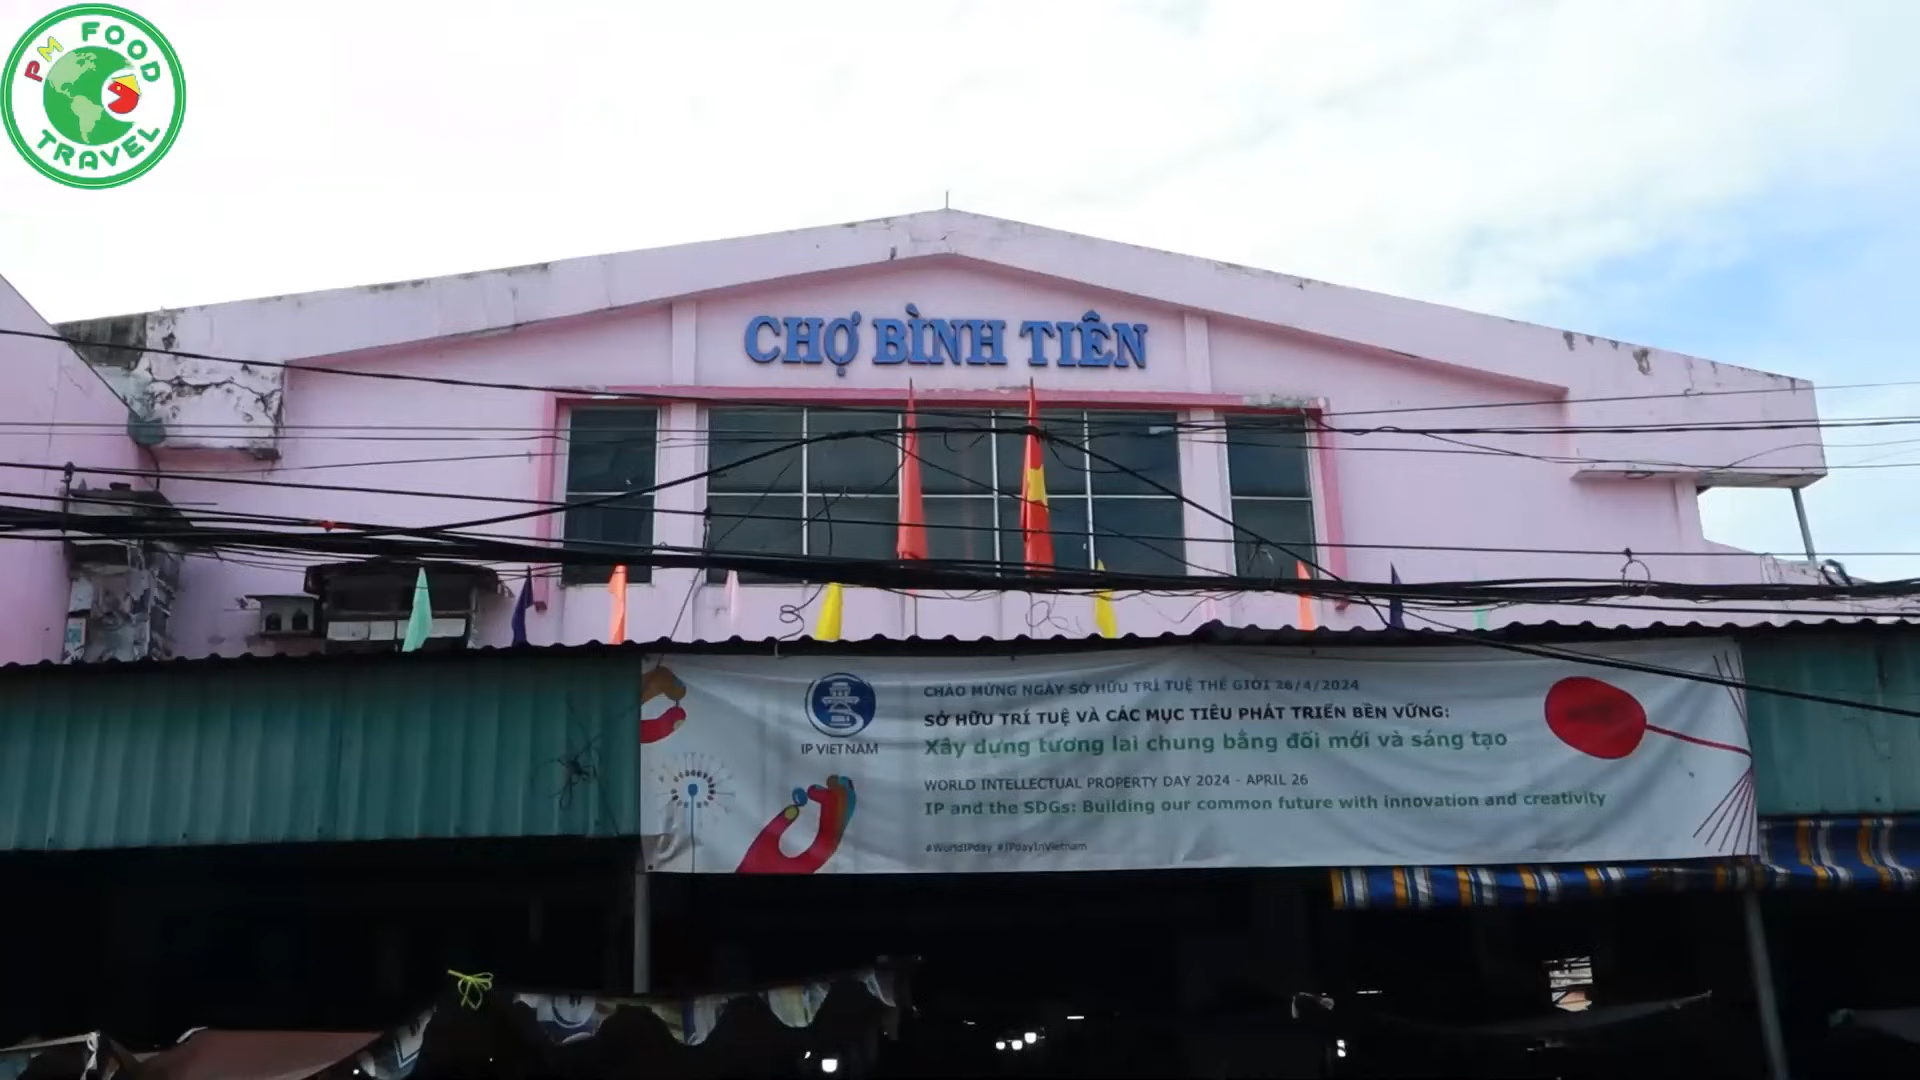 PM FOOD TRAVEL
CHỢ BÌNH TIÊN
IP VIETNAM
CHÀO MỪNG NGÀY SỞ HỮU TRÍ TUỆ THẾ GIỚI 26/4/2024
SỞ HỮU TRÍ TUỆ VÀ CÁC MỤC TIÊU PHÁT TRIỂN BỀN VỮNG:
Xây dựng tương lai chung bằng đổi mới và sáng tạo
WORLD INTELLECTUAL PROPERTY DAY 2024 - APRIL 26
IP and the SDGs: Building our common future with innovation and creativity
#WorldIPday #IPdayInVietnam